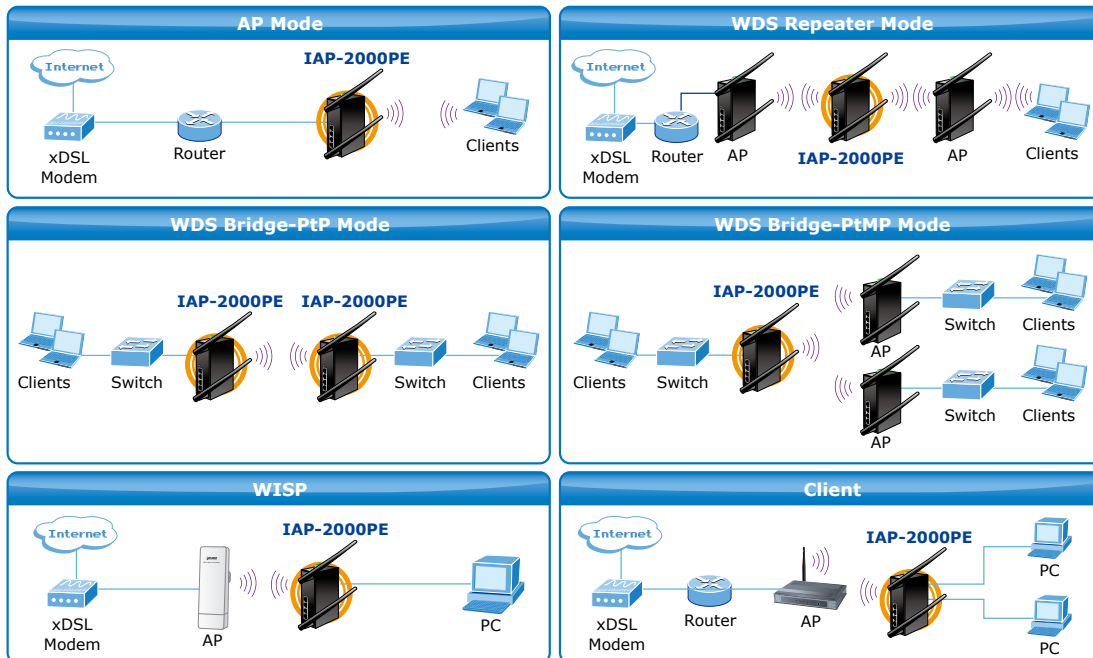 AP Mode
Internet
IAP-2000PE
xDSL
Modem
Router
Clients
WDS Repeater Mode
Internet
xDSL
Modem
Router
AP
IAP-2000PE
AP
Clients
WDS Bridge-PtP Mode
IAP-2000PE
IAP-2000PE
Clients
Switch
Switch
Clients
WDS Bridge-PtMP Mode
IAP-2000PE
Clients
Switch
AP
Switch
Clients
AP
Switch
Clients
WISP
Internet
IAP-2000PE
xDSL
Modem
AP
PC
Client
Internet
IAP-2000PE
xDSL
Modem
Router
AP
PC
PC